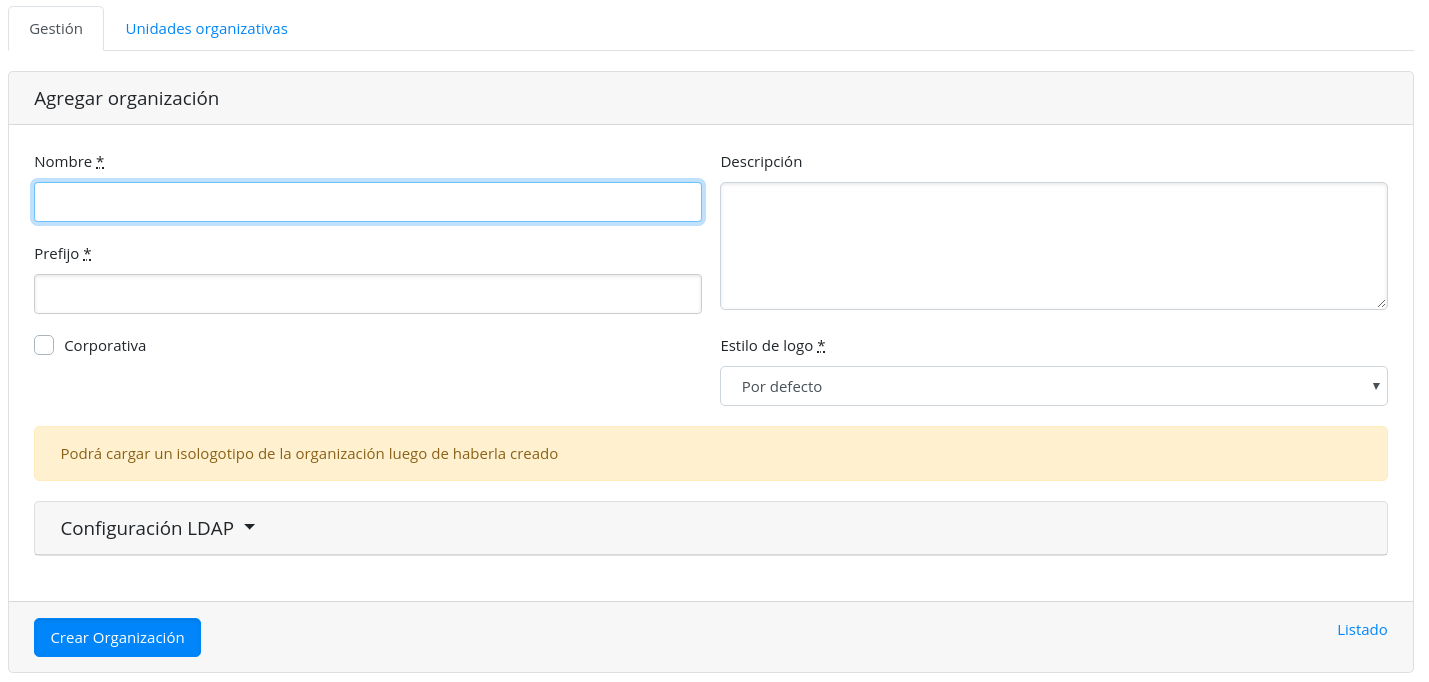 Gestión
Unidades organizativas
Agregar organización
Nombre *
Descripción
Prefijo *
Corporativa
Estilo de logo *
Por defecto
Podrá cargar un isologotipo de la organización luego de haberla creado
Configuración LDAP
Crear Organización
Listado